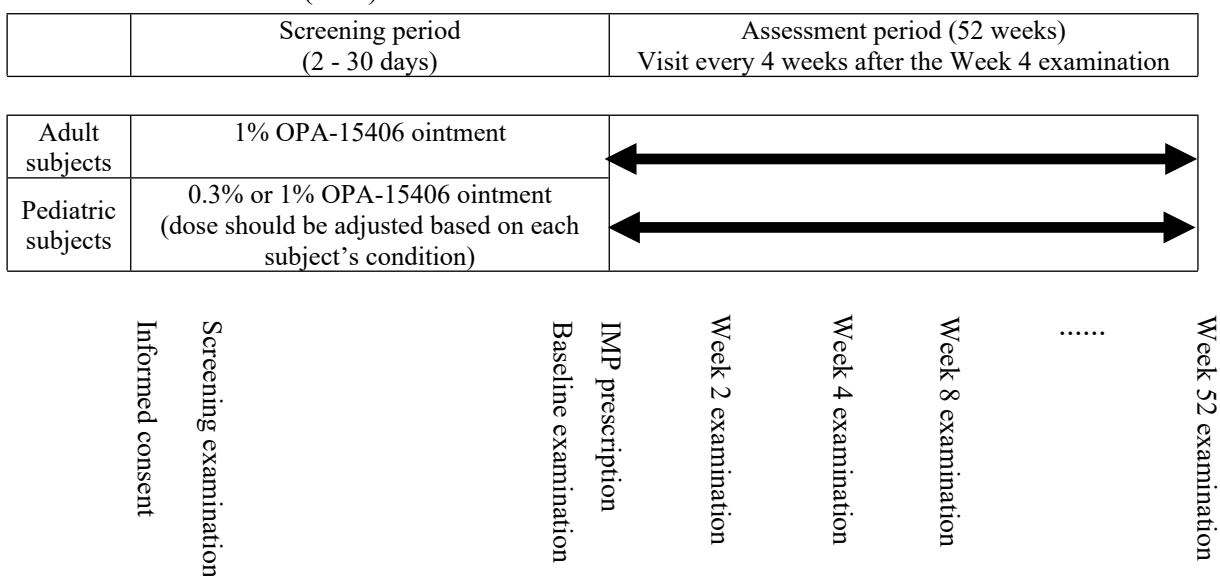 Screening period
(2 - 30 days)
Assessment period (52 weeks)
Visit every 4 weeks after the Week 4 examination
Adult
subjects
1% OPA-15406 ointment
Pediatric
subjects
0.3% or 1% OPA-15406 ointment
(dose should be adjusted based on each
subject’s condition)
Informed consent
Screening examination
Baseline examination
IMP prescription
Week 2 examination
Week 4 examination
Week 8 examination
......
Week 52 examination